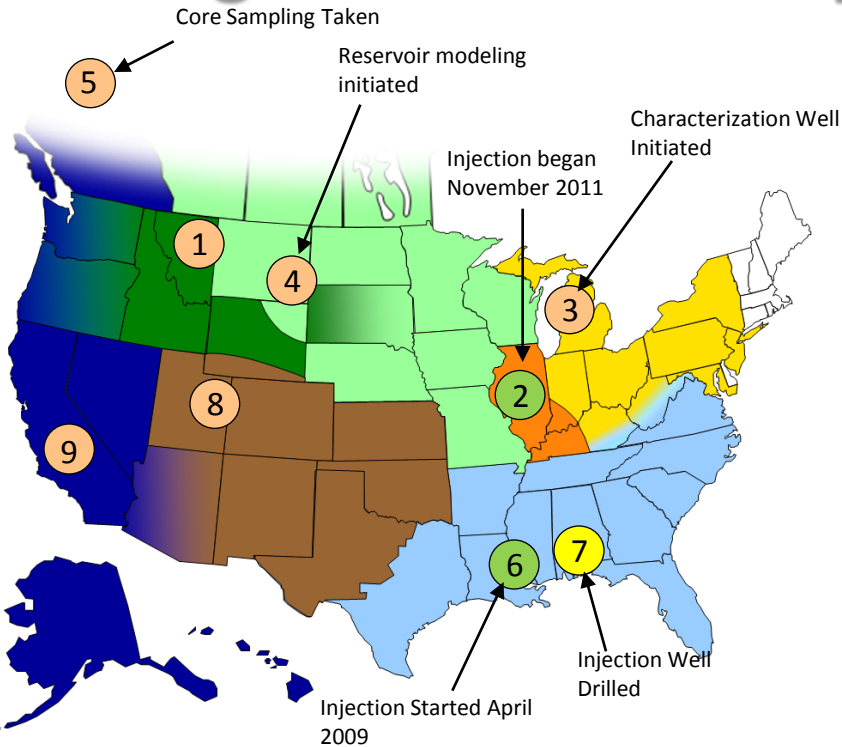 Core Sampling Taken
5
Reservoir modeling
initiated
Characterization Well
Initiated
Injection began
November 2011
1
4
3
2
8
9
6
7
Injection Well
Drilled
Injection Started April
2009